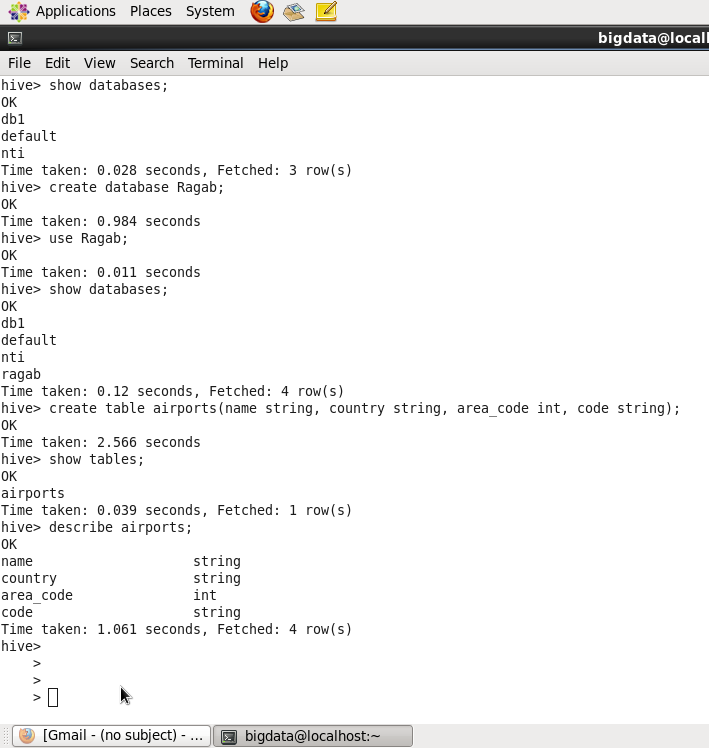 Applications Places System
bigdata@locall
File Edit View Search Terminal Help
hive> show databases;
OK
db1
default
nti
Time taken: 0.028 seconds, Fetched: 3 row(s)
hive> create database Ragab;
OK
Time taken: 0.984 seconds
hive> use Ragab;
OK
Time taken: 0.011 seconds
hive> show databases;
OK
db1
default
nti
ragab
Time taken: 0.12 seconds, Fetched: 4 row(s)
hive> create table airports(name string, country string, area_code int, code string);
OK
Time taken: 2.566 seconds
hive> show tables;
OK
airports
Time taken: 0.039 seconds, Fetched: 1 row(s)
hive> describe airports;
OK
name string
country string
area_code int
code string
Time taken: 1.061 seconds, Fetched: 4 row(s)
hive>
>
>
>
[Gmail - (no subject) - ... bigdata@localhost:~